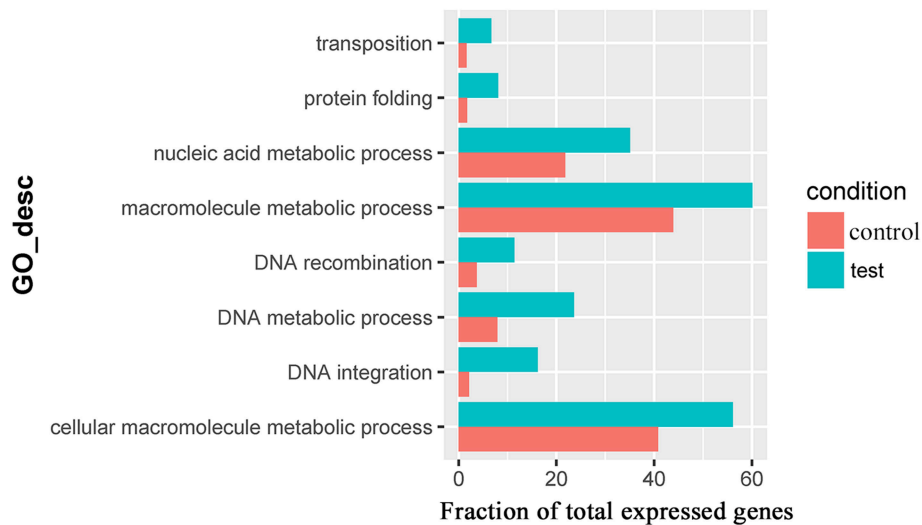 GO_desc
transposition
protein folding
nucleic acid metabolic process
macromolecule metabolic process
DNA recombination
DNA metabolic process
DNA integration
cellular macromolecule metabolic process
0 20 40 60
Fraction of total expressed genes
condition
control
test